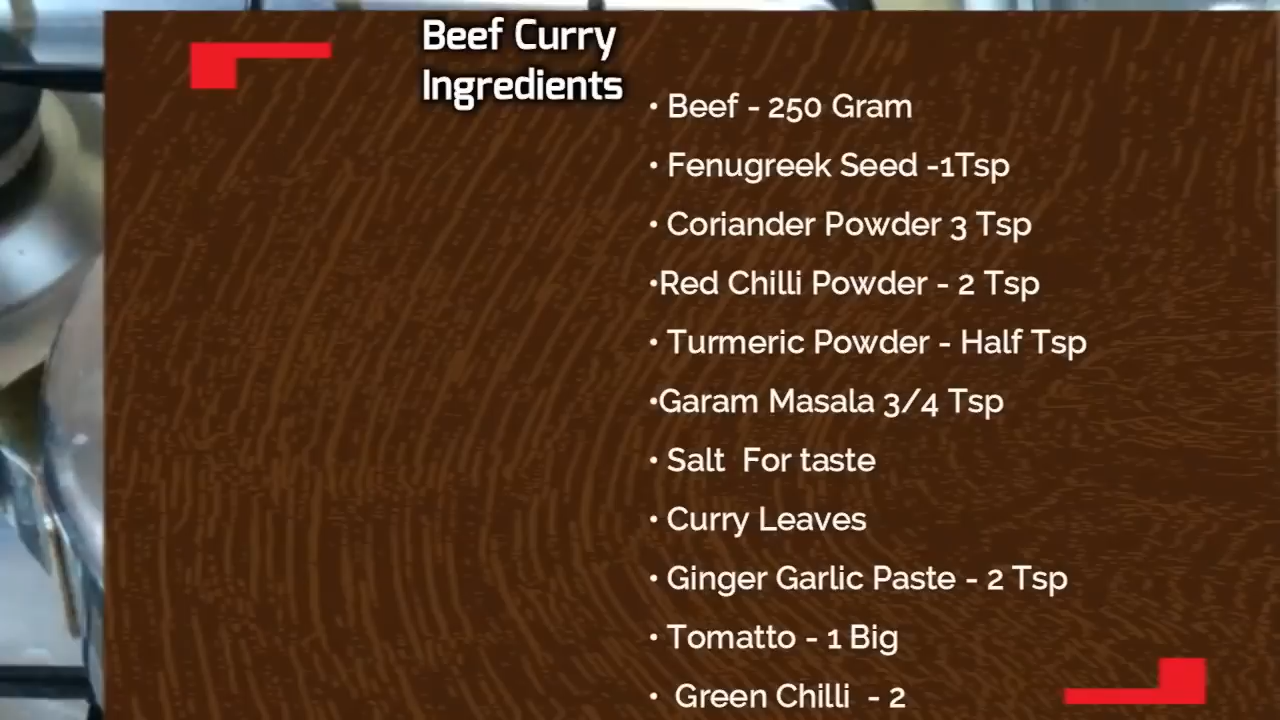 Beef Curry
Ingredients
• Beef - 250 Gram
• Fenugreek Seed -1Tsp
• Coriander Powder 3 Tsp
•Red Chilli Powder - 2 Tsp
• Turmeric Powder - Half Tsp
•Garam Masala 3/4 Tsp
• Salt  For taste
• Curry Leaves
• Ginger Garlic Paste - 2 Tsp
• Tomatto - 1 Big
•  Green Chilli  - 2